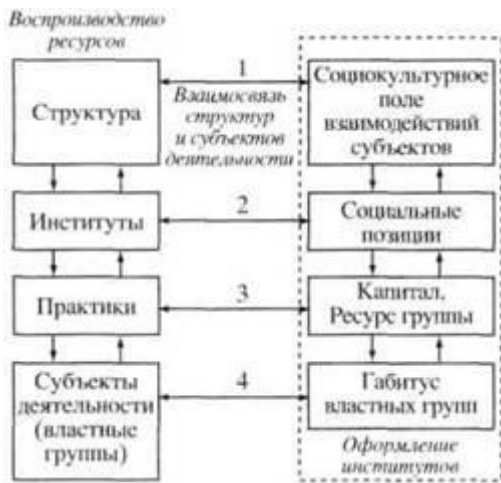 Воспроизводство
ресурсов
Структура
1
Взаимосвязь
структур
и субъектов
деятельности
Социокультурное
поле
взаимодействий
субъектов
Институты
2
Социальные
позиции
Практики
3
Капитал.
Ресурс группы
Субъекты
деятельности
(властные
группы)
4
Габитус
властных групп
Оформление
институтов